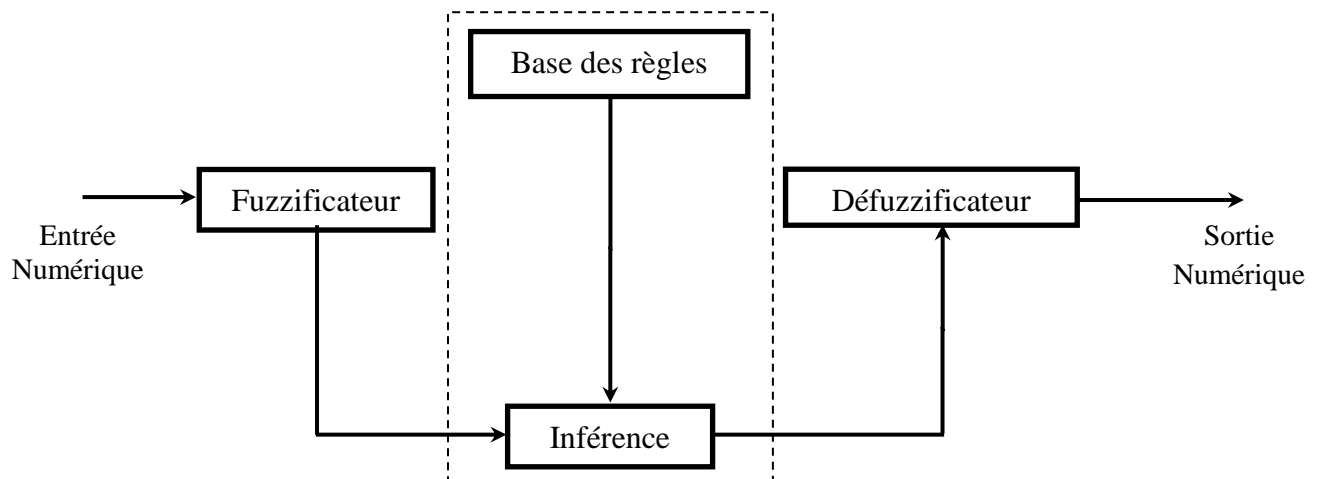 Base des règles
Fuzzificateur
Défuzzificateur
Entrée
Numérique
Sortie
Numérique
Inférence